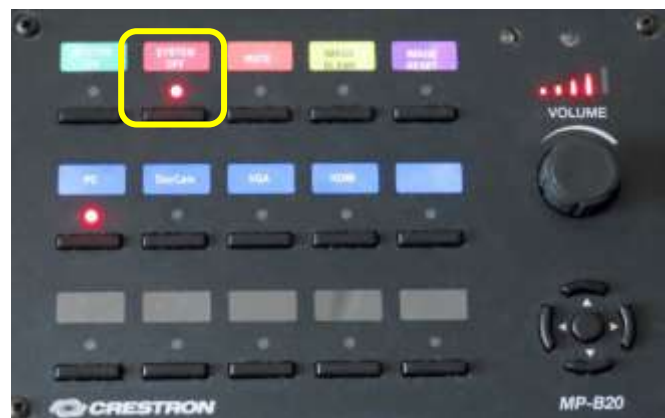 SYSTEM
OFF
MUTE
IMAGE
RESET
VOLUME
PC
DocCam
VGA
HDMI
CRESTRON
MP-B20